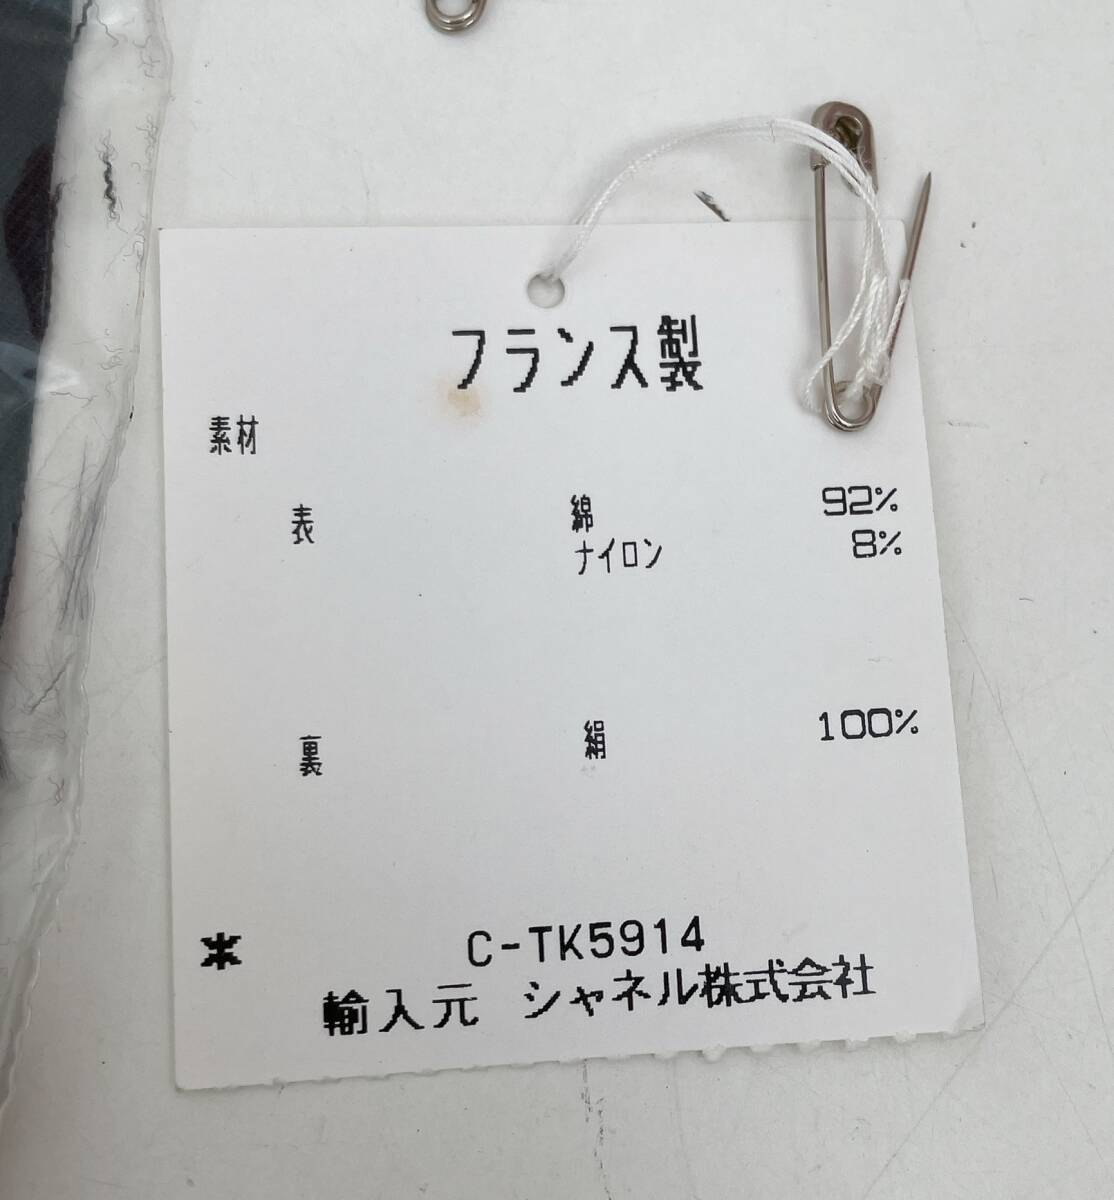 フランス製
素材
表 綿 92%
ナイロン 8%
裏 絹 100%
* C-TK5914
輸入元 シャネル株式会社